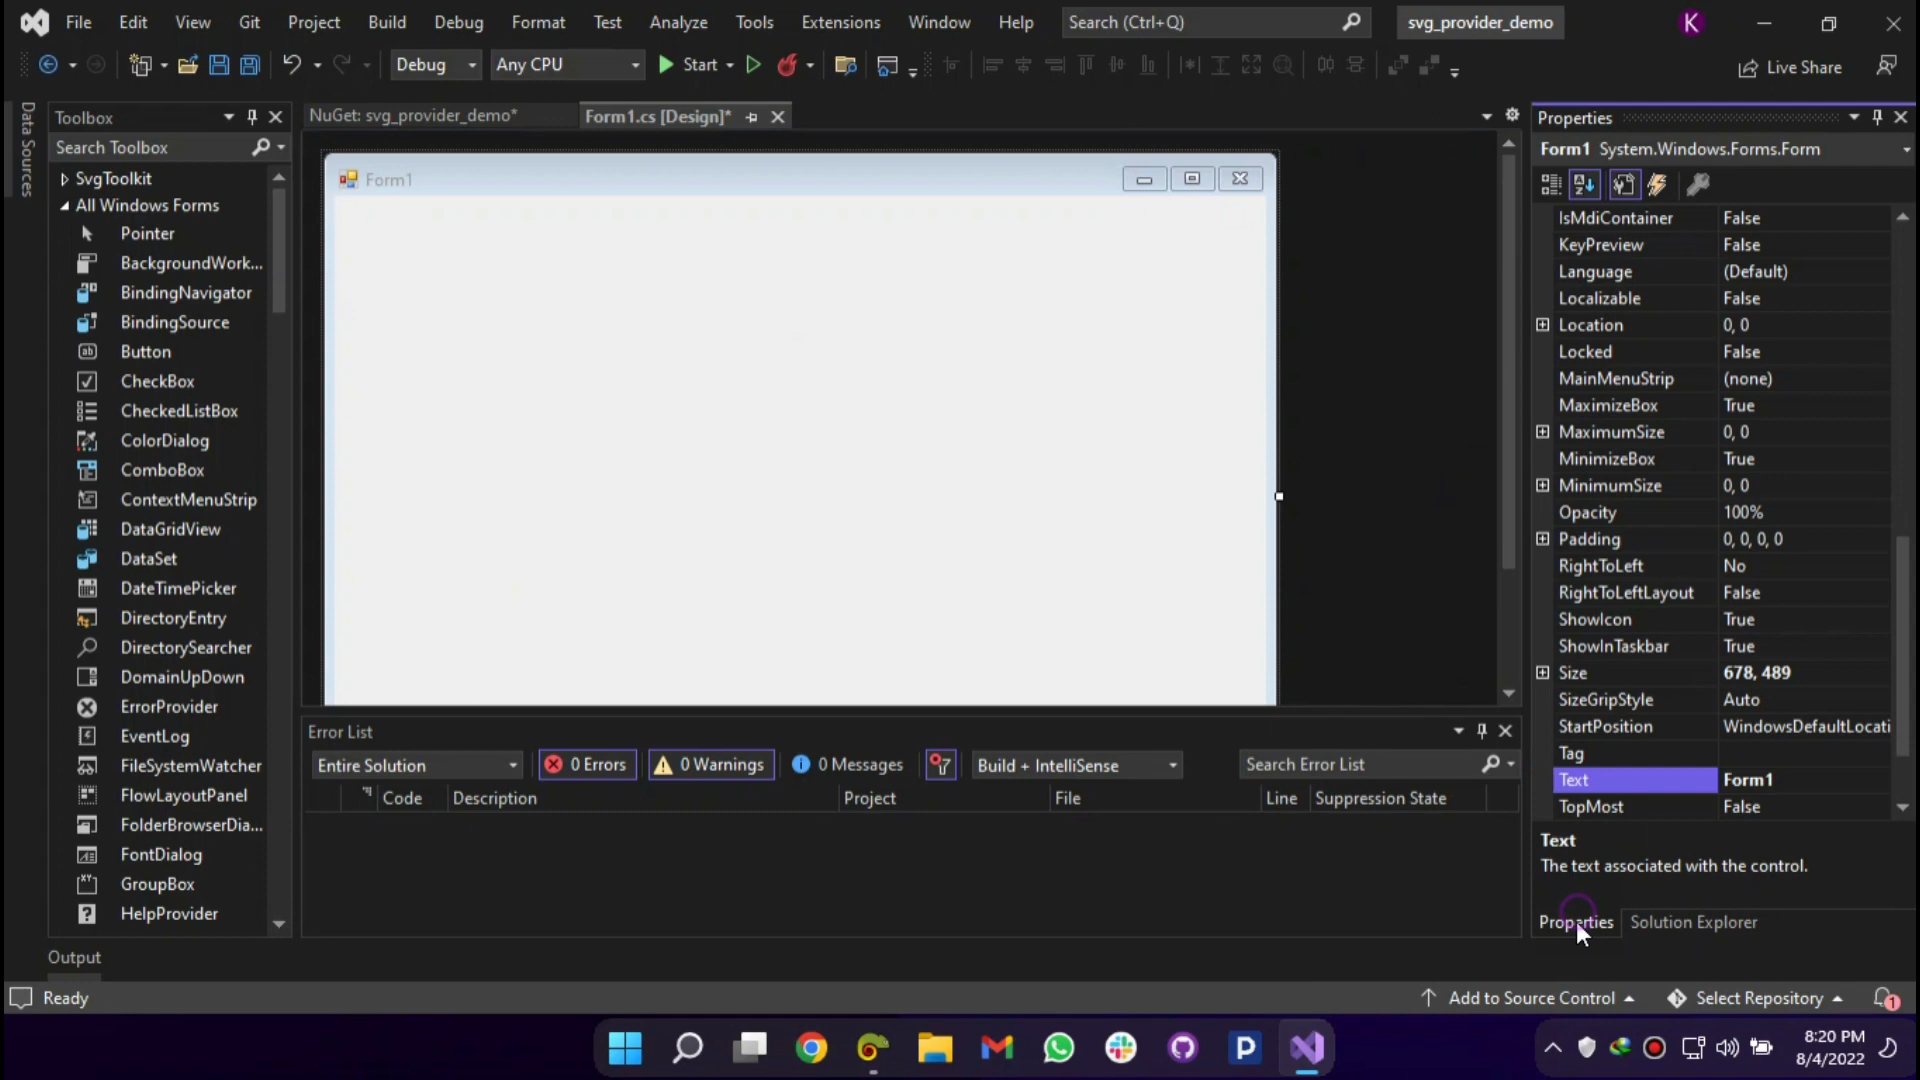 File Edit View Git Project Build Debug Format Test Analyze Tools Extensions Window Help Search (Ctrl+Q) svg_provider_demo K
Debug Any CPU Start Live Share
Data Sources
Toolbox
Search Toolbox
SvgToolkit
All Windows Forms
Pointer
BackgroundWork...
BindingNavigator
BindingSource
Button
CheckBox
CheckedListBox
ColorDialog
ComboBox
ContextMenuStrip
DataGridView
DataSet
DateTimePicker
DirectoryEntry
DirectorySearcher
DomainUpDown
ErrorProvider
EventLog
FileSystemWatcher
FlowLayoutPanel
FolderBrowserDia...
FontDialog
GroupBox
HelpProvider
NuGet: svg_provider_demo* Form1.cs [Design]*
Form1
Error List
Entire Solution 0 Errors 0 Warnings 0 Messages Build + IntelliSense Search Error List
Code Description Project File Line Suppression State
Properties
Form1 System.Windows.Forms.Form
IsMdiContainer False
KeyPreview False
Language (Default)
Localizable False
Location 0, 0
Locked False
MainMenuStrip (none)
MaximizeBox True
MaximumSize 0, 0
MinimizeBox True
MinimumSize 0, 0
Opacity 100%
Padding 0, 0, 0, 0
RightToLeft No
RightToLeftLayout False
ShowIcon True
ShowInTaskbar True
Size 678, 489
SizeGripStyle Auto
StartPosition WindowsDefaultLocati
Tag
Text Form1
TopMost False
Text
The text associated with the control.
Properties Solution Explorer
Output
Ready Add to Source Control Select Repository 1
P
8:20 PM
8/4/2022